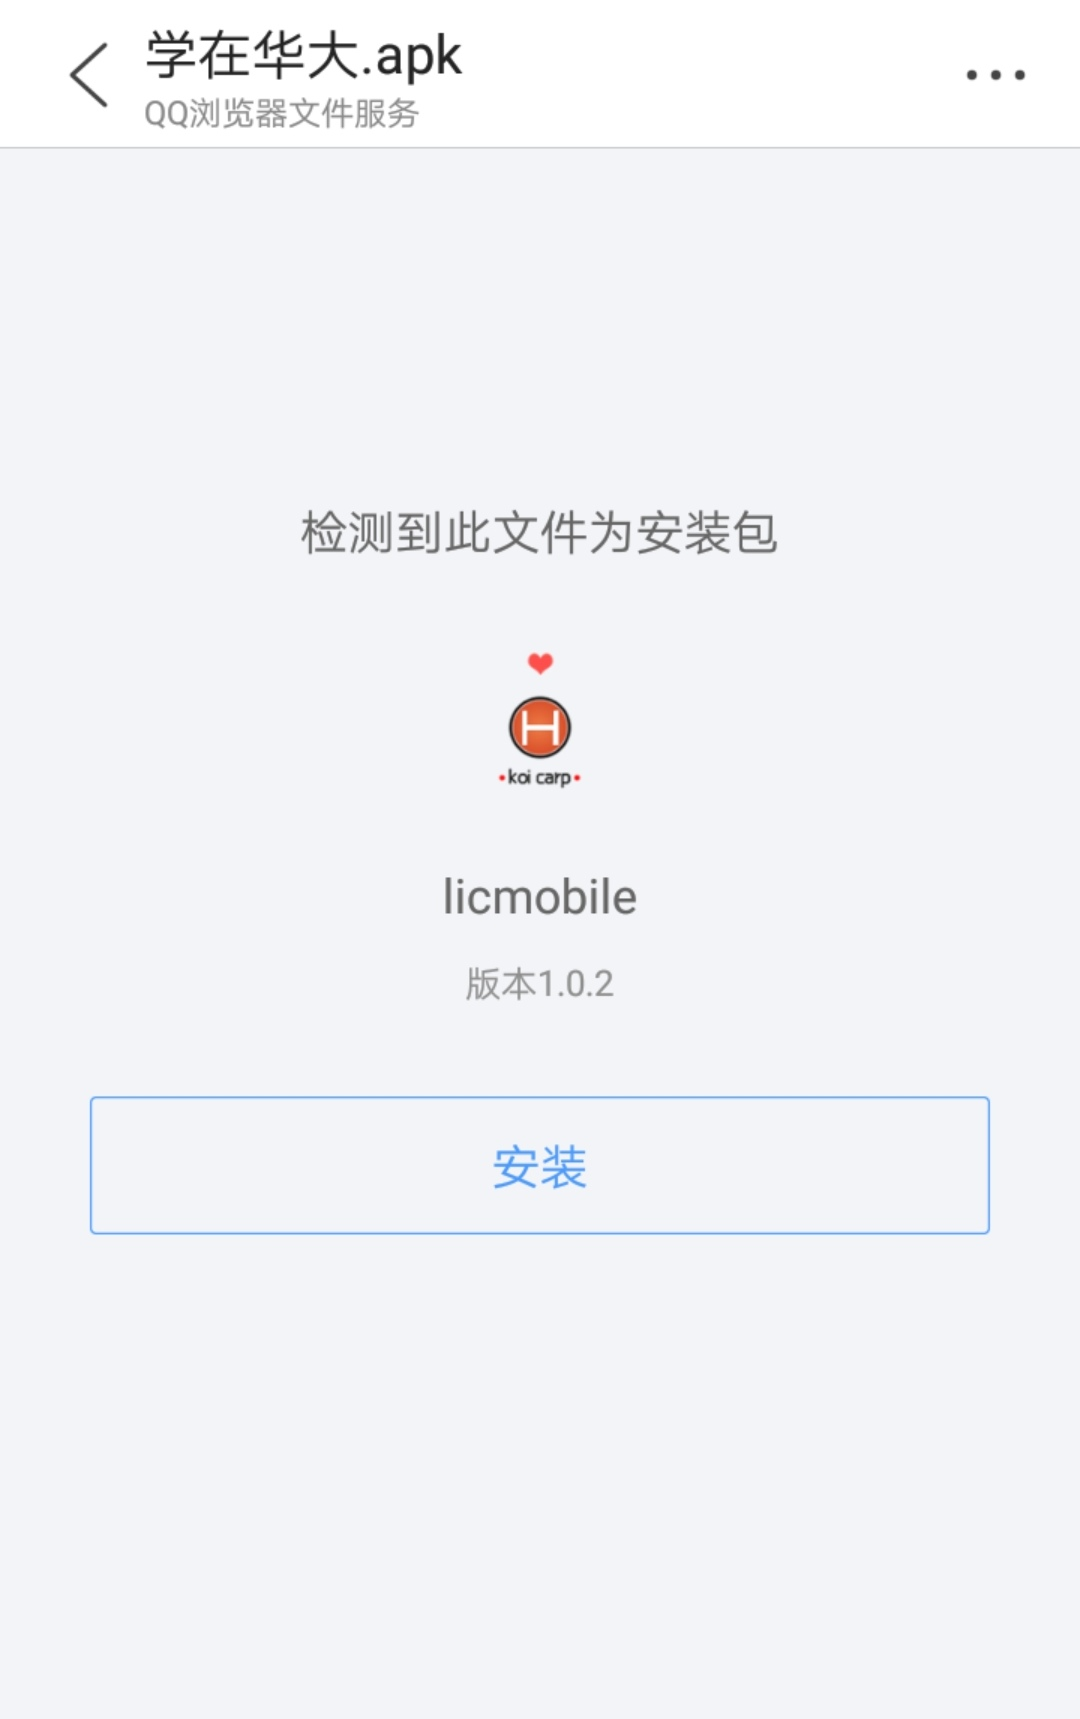 学在华大.apk
QQ浏览器文件服务
检测到此文件为安装包
H
•koi carp•
licmobile
版本1.0.2
安装